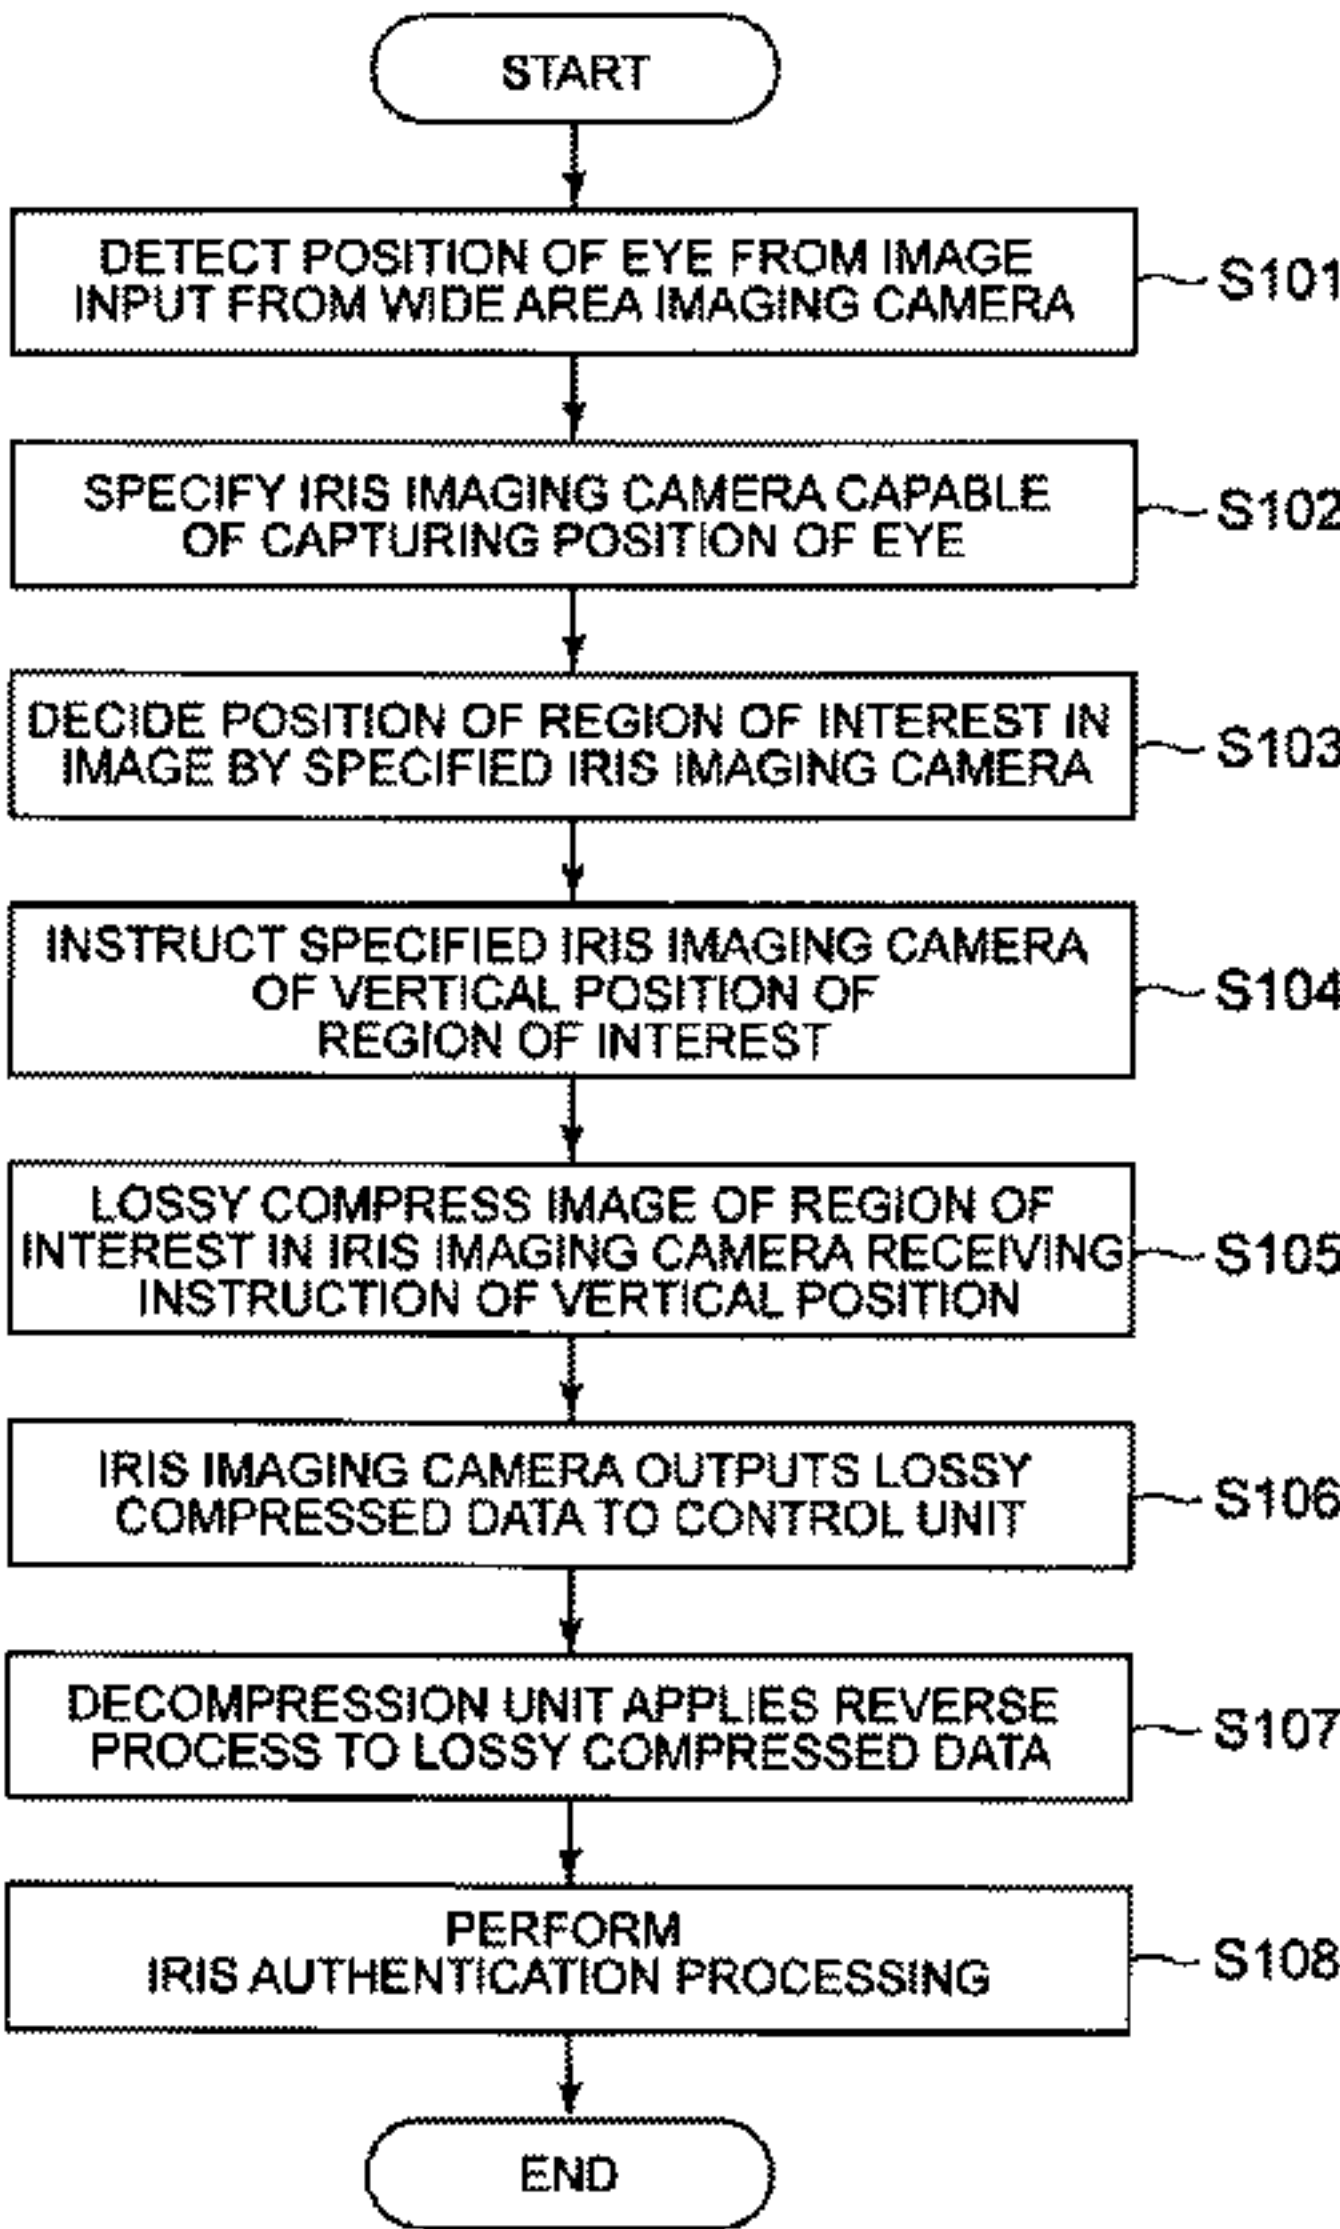 START
DETECT POSITION OF EYE FROM IMAGE
INPUT FROM WIDE AREA IMAGING CAMERA
S101
SPECIFY IRIS IMAGING CAMERA CAPABLE
OF CAPTURING POSITION OF EYE
S102
DECIDE POSITION OF REGION OF INTEREST IN
IMAGE BY SPECIFIED IRIS IMAGING CAMERA
S103
INSTRUCT SPECIFIED IRIS IMAGING CAMERA
OF VERTICAL POSITION OF
REGION OF INTEREST
S104
LOSSY COMPRESS IMAGE OF REGION OF
INTEREST IN IRIS IMAGING CAMERA RECEIVING
INSTRUCTION OF VERTICAL POSITION
S105
IRIS IMAGING CAMERA OUTPUTS LOSSY
COMPRESSED DATA TO CONTROL UNIT
S106
DECOMPRESSION UNIT APPLIES REVERSE
PROCESS TO LOSSY COMPRESSED DATA
S107
PERFORM
IRIS AUTHENTICATION PROCESSING
S108
END